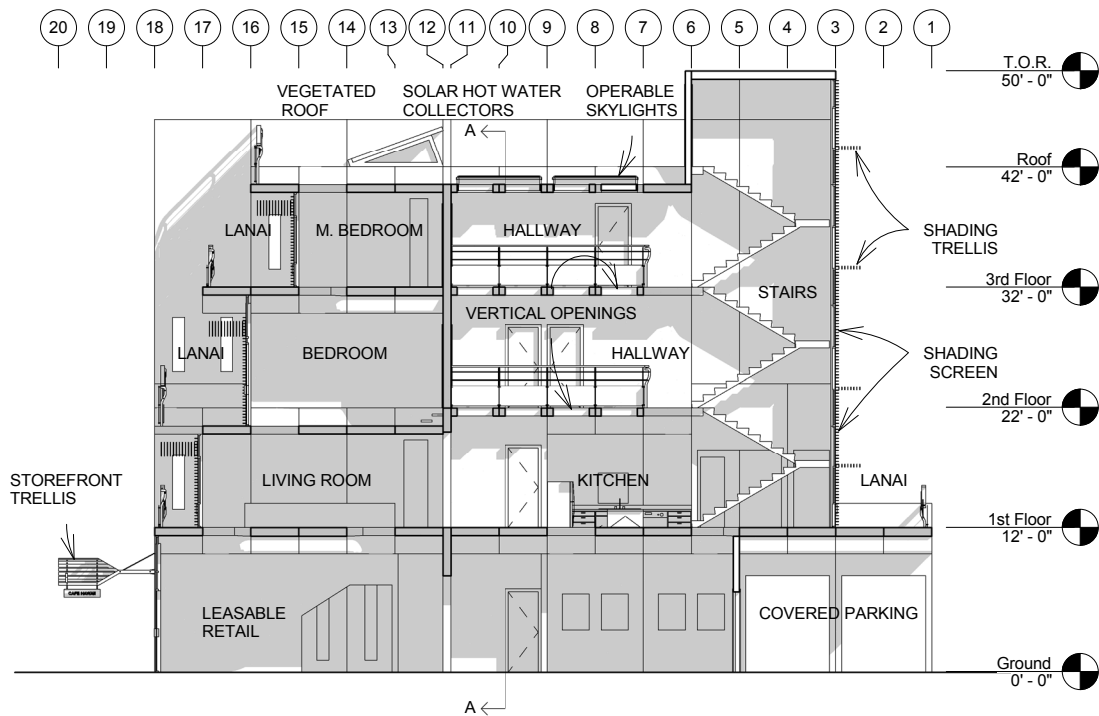 20 19 18 17 16 15 14 13 12 11 10 9 8 7 6 5 4 3 2 1
T.O.R.
50' - 0"
VEGETATED
ROOF
SOLAR HOT WATER
COLLECTORS
OPERABLE
SKYLIGHTS
A
Roof
42' - 0"
LANAI
M. BEDROOM
HALLWAY
SHADING
TRELLIS
3rd Floor
32' - 0"
STAIRS
VERTICAL OPENINGS
LANAI
BEDROOM
HALLWAY
SHADING
SCREEN
2nd Floor
22' - 0"
STOREFRONT
TRELLIS
LIVING ROOM
KITCHEN
LANAI
1st Floor
12' - 0"
CAFE HAWAII
LEASABLE
RETAIL
COVERED PARKING
Ground
0' - 0"
A